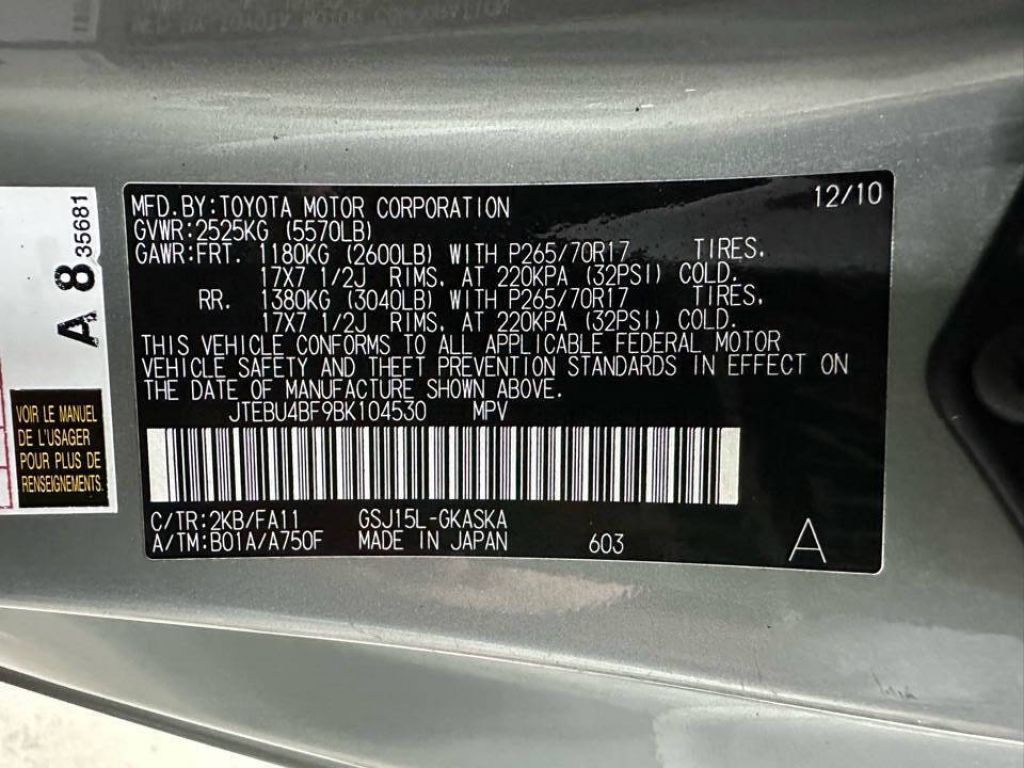 MFD.BY:TOYOTA MOTOR CORPORATION 12/10
GVWR:2525KG (5570LB)
GAWR:FRT. 1180KG (2600LB) WITH P265/70R17 TIRES.
17X7 1/2J RIMS. AT 220KPA (32PSI) COLD.
RR. 1380KG (3040LB) WITH P265/70R17 TIRES.
17X7 1/2J RIMS. AT 220KPA (32PSI) COLD.
THIS VEHICLE CONFORMS TO ALL APPLICABLE FEDERAL MOTOR
VEHICLE SAFETY AND THEFT PREVENTION STANDARDS IN EFFECT ON
THE DATE OF MANUFACTURE SHOWN ABOVE.
JTEBU4BF9BK104530 MPV
C/TR:2KB/FA11 GSJ15L-GKASKA
A/TM:B01A/A750F MADE IN JAPAN 603 A
A 8 35681
VOIR LE MANUEL
DE L'USAGER
POUR PLUS DE
RENSEIGNEMENTS.